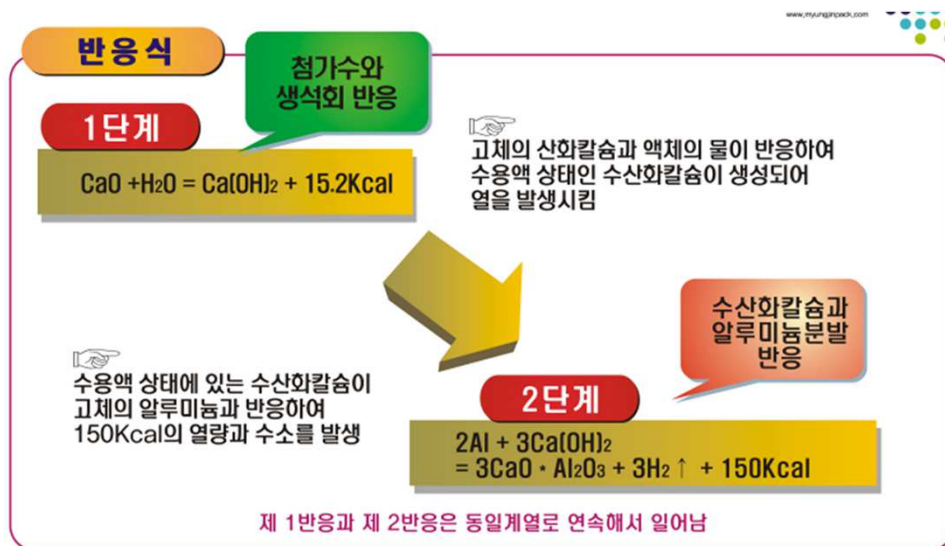 www.myungjinpack.com
반응식
첨가수와
생석회 반응
1단계
CaO +H₂O = Ca(OH)₂ + 15.2Kcal
고체의 산화칼슘과 액체의 물이 반응하여
수용액 상태인 수산화칼슘이 생성되어
열을 발생시킴
수산화칼슘과
알루미늄분발
반응
수용액 상태에 있는 수산화칼슘이
고체의 알루미늄과 반응하여
150Kcal의 열량과 수소를 발생
2단계
2Al + 3Ca(OH)₂
= 3CaO * Al₂O₃ + 3H₂ ↑ + 150Kcal
제 1반응과 제 2반응은 동일계열로 연속해서 일어남